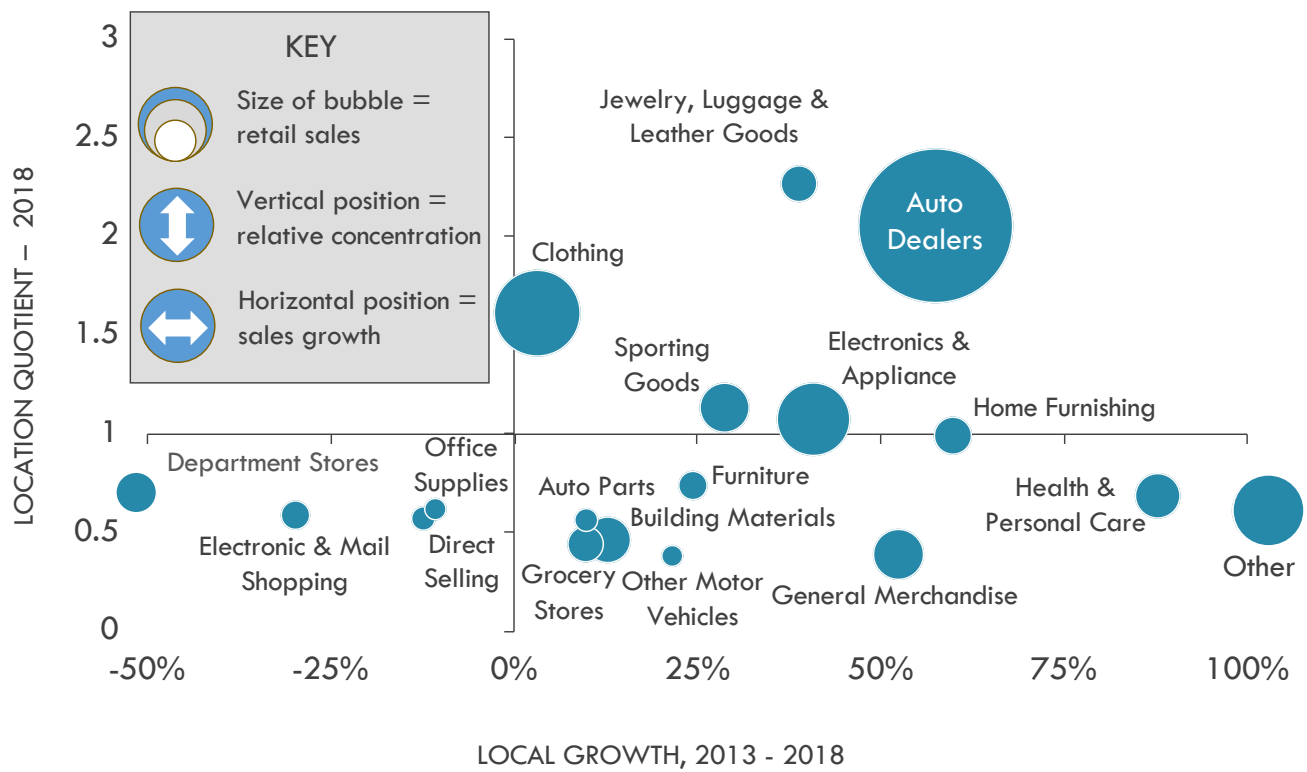 KEY
Size of bubble =
retail sales
Vertical position =
relative concentration
Horizontal position =
sales growth
LOCATION QUOTIENT – 2018
3
2.5
2
1.5
1
0.5
0
Jewelry, Luggage &
Leather Goods
Auto
Dealers
Clothing
Sporting
Goods
Electronics &
Appliance
Home Furnishing
Department Stores
Office
Supplies
Electronic & Mail
Shopping
Direct
Selling
Auto Parts
Furniture
Building Materials
Grocery
Stores
Other Motor
Vehicles
General Merchandise
Health &
Personal Care
Other
-50%
-25%
0%
25%
50%
75%
100%
LOCAL GROWTH, 2013 - 2018